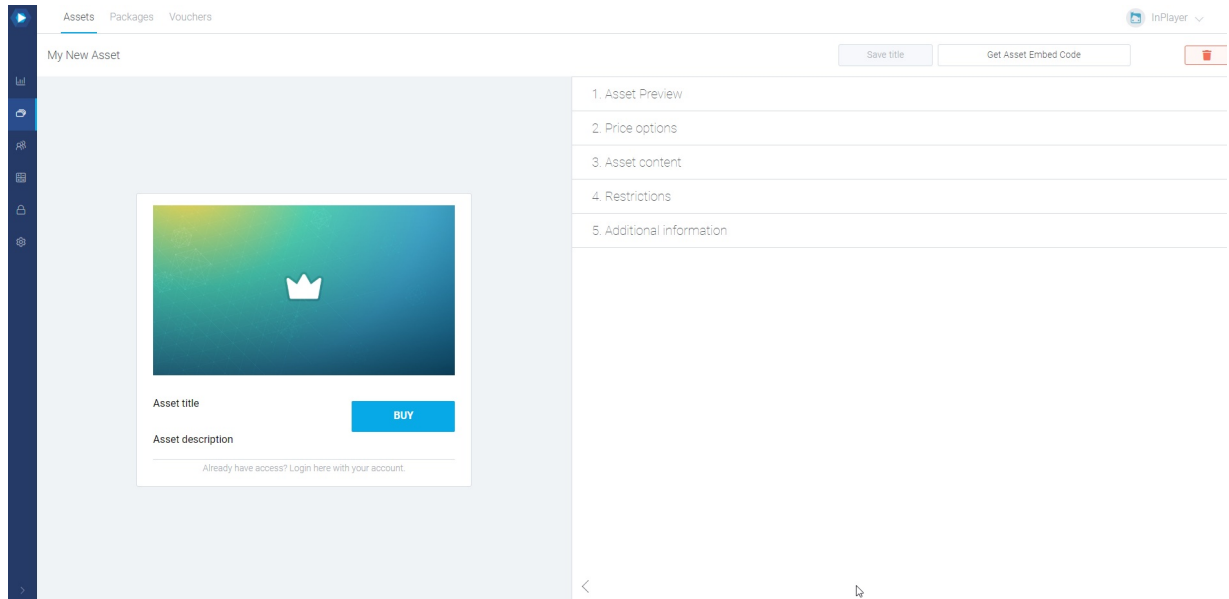 Assets Packages Vouchers
InPlayer
My New Asset
Save title
Get Asset Embed Code
1. Asset Preview
2. Price options
3. Asset content
4. Restrictions
5. Additional information
Asset title
BUY
Asset description
Already have access? Login here with your account.